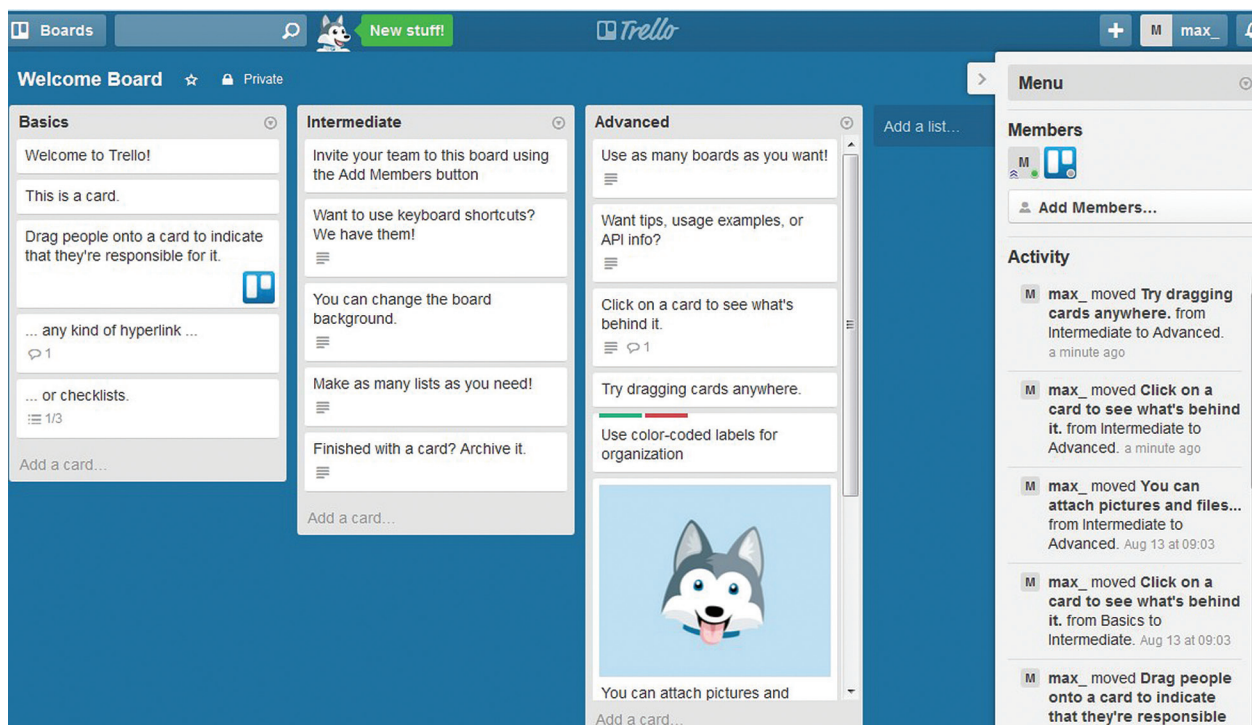 Boards
New stuff!
Trello
M max_
Welcome Board
Private
Basics
Welcome to Trello!
This is a card.
Drag people onto a card to indicate
that they're responsible for it.
... any kind of hyperlink ...
1
... or checklists.
1/3
Add a card...
Intermediate
Invite your team to this board using
the Add Members button
Want to use keyboard shortcuts?
We have them!
You can change the board
background.
Make as many lists as you need!
Finished with a card? Archive it.
Add a card...
Advanced
Use as many boards as you want!
Want tips, usage examples, or
API info?
Click on a card to see what's
behind it.
1
Try dragging cards anywhere.
Use color-coded labels for
organization
You can attach pictures and
Add a card...
Add a list...
Menu
Members
M
Add Members...
Activity
M max_ moved Try dragging
cards anywhere. from
Intermediate to Advanced.
a minute ago
M max_ moved Click on a
card to see what's behind
it. from Intermediate to
Advanced. a minute ago
M max_ moved You can
attach pictures and files...
from Intermediate to
Advanced. Aug 13 at 09:03
M max_ moved Click on a
card to see what's behind
it. from Basics to
Intermediate. Aug 13 at 09:03
M max_ moved Drag people
onto a card to indicate
that they're responsible